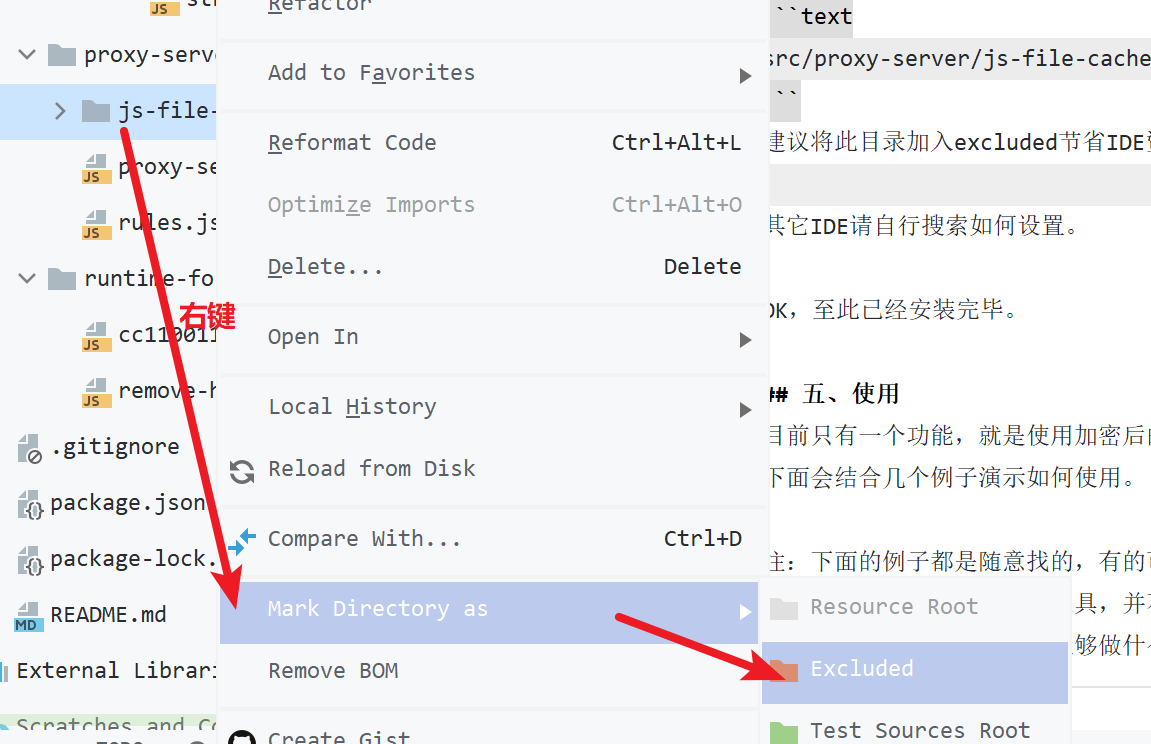 Refactor
proxy-serv
js-file-
proxy-se
rules.js
runtime-fo
remove-h
.gitignore
package.json
package-lock.
README.md
External Librari
Scratches and Co
右键
Add to Favorites
Reformat Code Ctrl+Alt+L
Optimize Imports Ctrl+Alt+O
Delete... Delete
Open In
Local History
Reload from Disk
Compare With... Ctrl+D
Mark Directory as
Remove BOM
Create Gist
Resource Root
Excluded
Test Sources Root
``text
src/proxy-server/js-file-cache
``
建议将此目录加入excluded节省IDE
其它IDE请自行搜索如何设置。
OK，至此已经安装完毕。
## 五、使用
目前只有一个功能，就是使用加密后
下面会结合几个例子演示如何使用。
注：下面的例子都是随意找的，有的
具，并
够做什